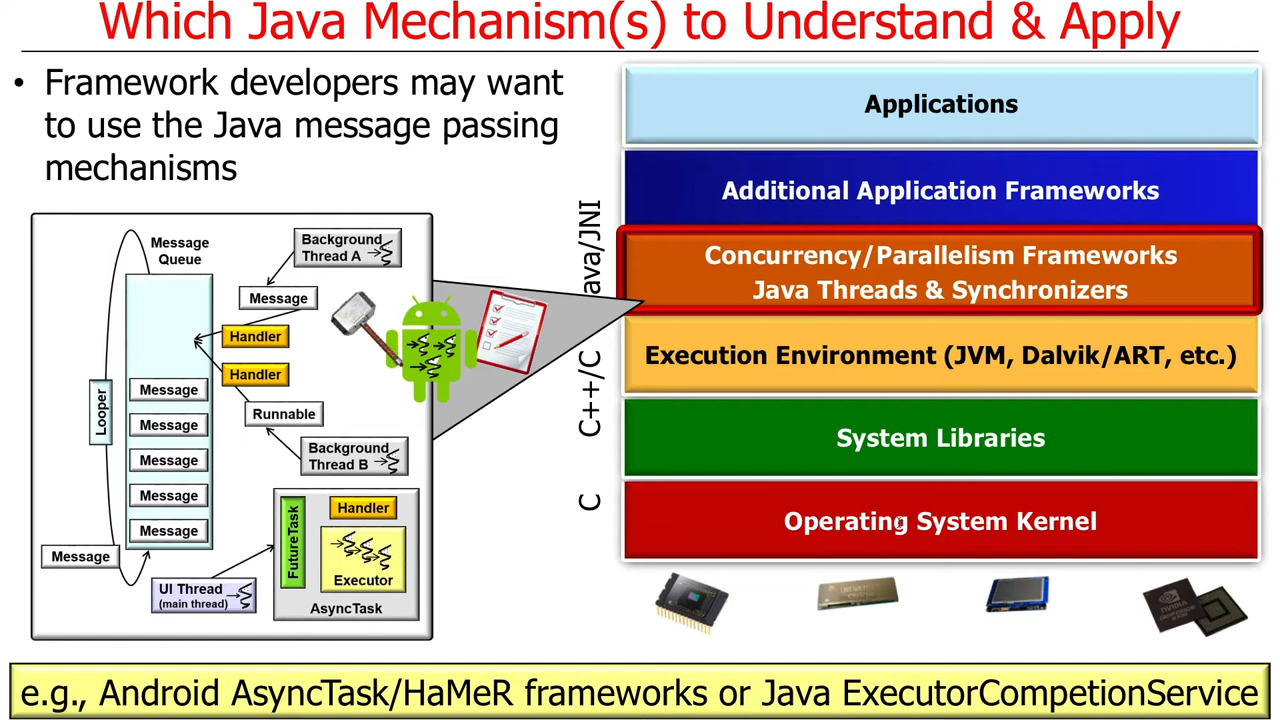 Which Java Mechanism(s) to Understand & Apply
• Framework developers may want
to use the Java message passing
mechanisms
Message
Queue
Background
Thread A
Message
Handler
Handler
Runnable
Background
Thread B
Looper
Message
Message
Message
Message
Message
Message
UI Thread
(main thread)
FutureTask
Handler
Executor
AsyncTask
Applications
Additional Application Frameworks
Concurrency/Parallelism Frameworks
Java Threads & Synchronizers
Execution Environment (JVM, Dalvik/ART, etc.)
System Libraries
Operating System Kernel
ava/JNI
C++/C
C
NVIDIA
e.g., Android AsyncTask/HaMeR frameworks or Java ExecutorCompetionService